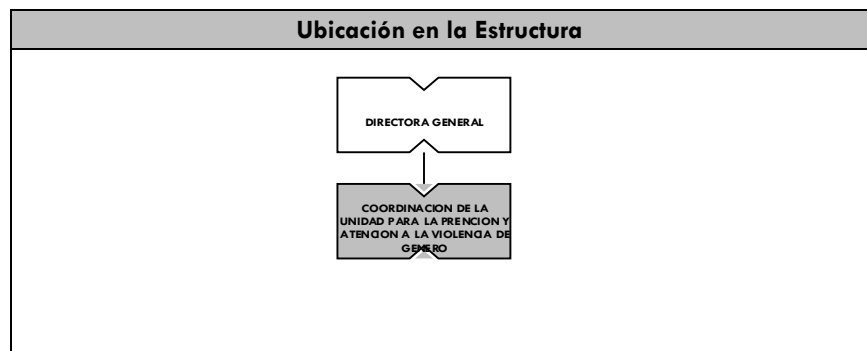 Ubicación en la Estructura
DIRECTORA GENERAL
COORDINACION DE LA
UNIDAD PARA LA PRENCION Y
ATENCION A LA VIOLENCIA DE
GENERO